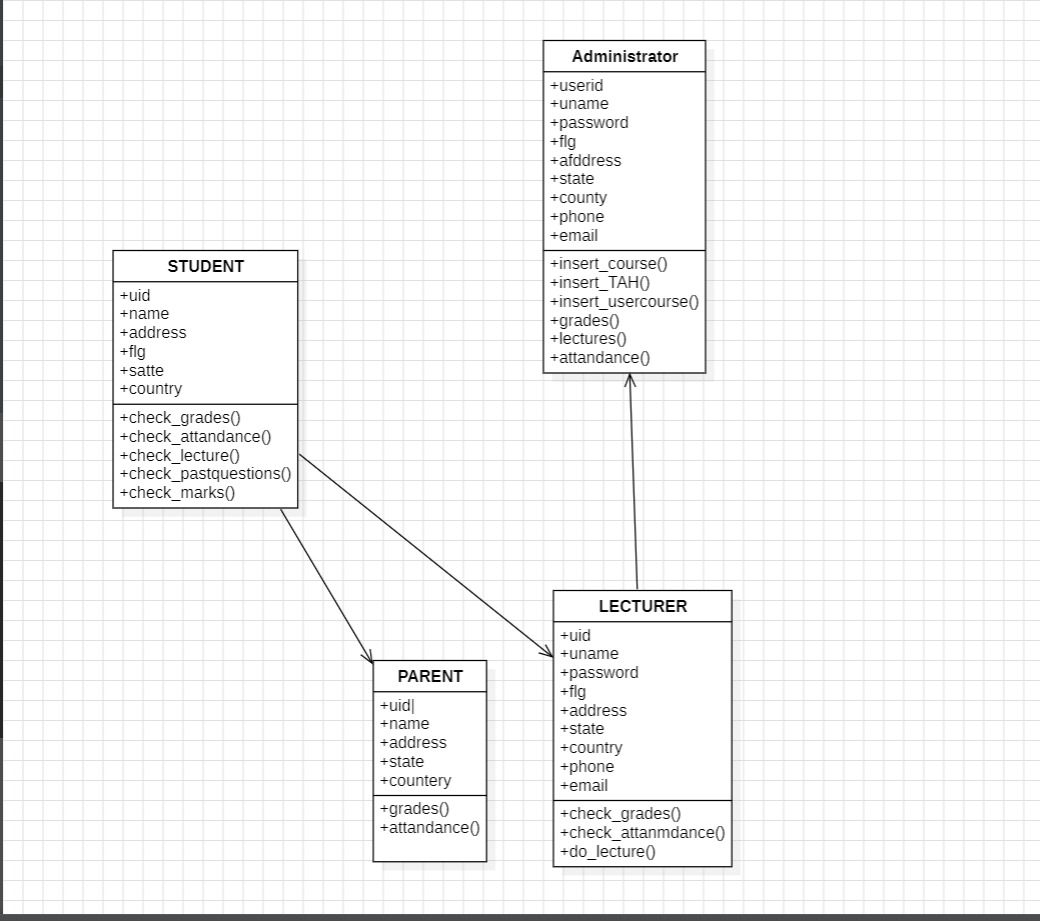 Administrator
+userid
+uname
+password
+flg
+afddress
+state
+county
+phone
+email
+insert_course()
+insert_TAH()
+insert_usercourse()
+grades()
+lectures()
+attandance()
STUDENT
+uid
+name
+address
+flg
+satte
+country
+check_grades()
+check_attandance()
+check_lecture()
+check_pastquestions()
+check_marks()
PARENT
+uid|
+name
+address
+state
+countery
+grades()
+attandance()
LECTURER
+uid
+uname
+password
+flg
+address
+state
+country
+phone
+email
+check_grades()
+check_attanmdance()
+do_lecture()